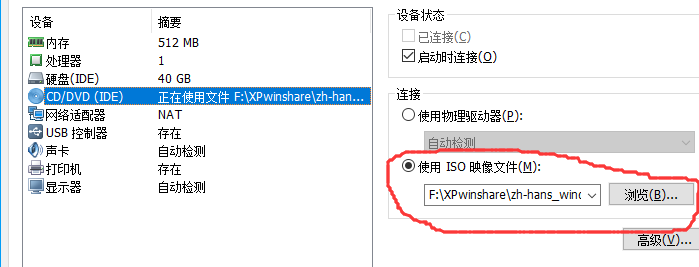 设备 摘要
内存 512 MB
处理器 1
硬盘(IDE) 40 GB
CD/DVD (IDE) 正在使用文件 F:\XPwinshare\zh-han...
网络适配器 NAT
USB 控制器 存在
声卡 自动检测
打印机 存在
显示器 自动检测
设备状态
已连接(C)
启动时连接(O)
连接
使用物理驱动器(P):
自动检测
使用 ISO 映像文件(M):
F:\XPwinshare\zh-hans_wind
浏览(B)...
高级(V)...